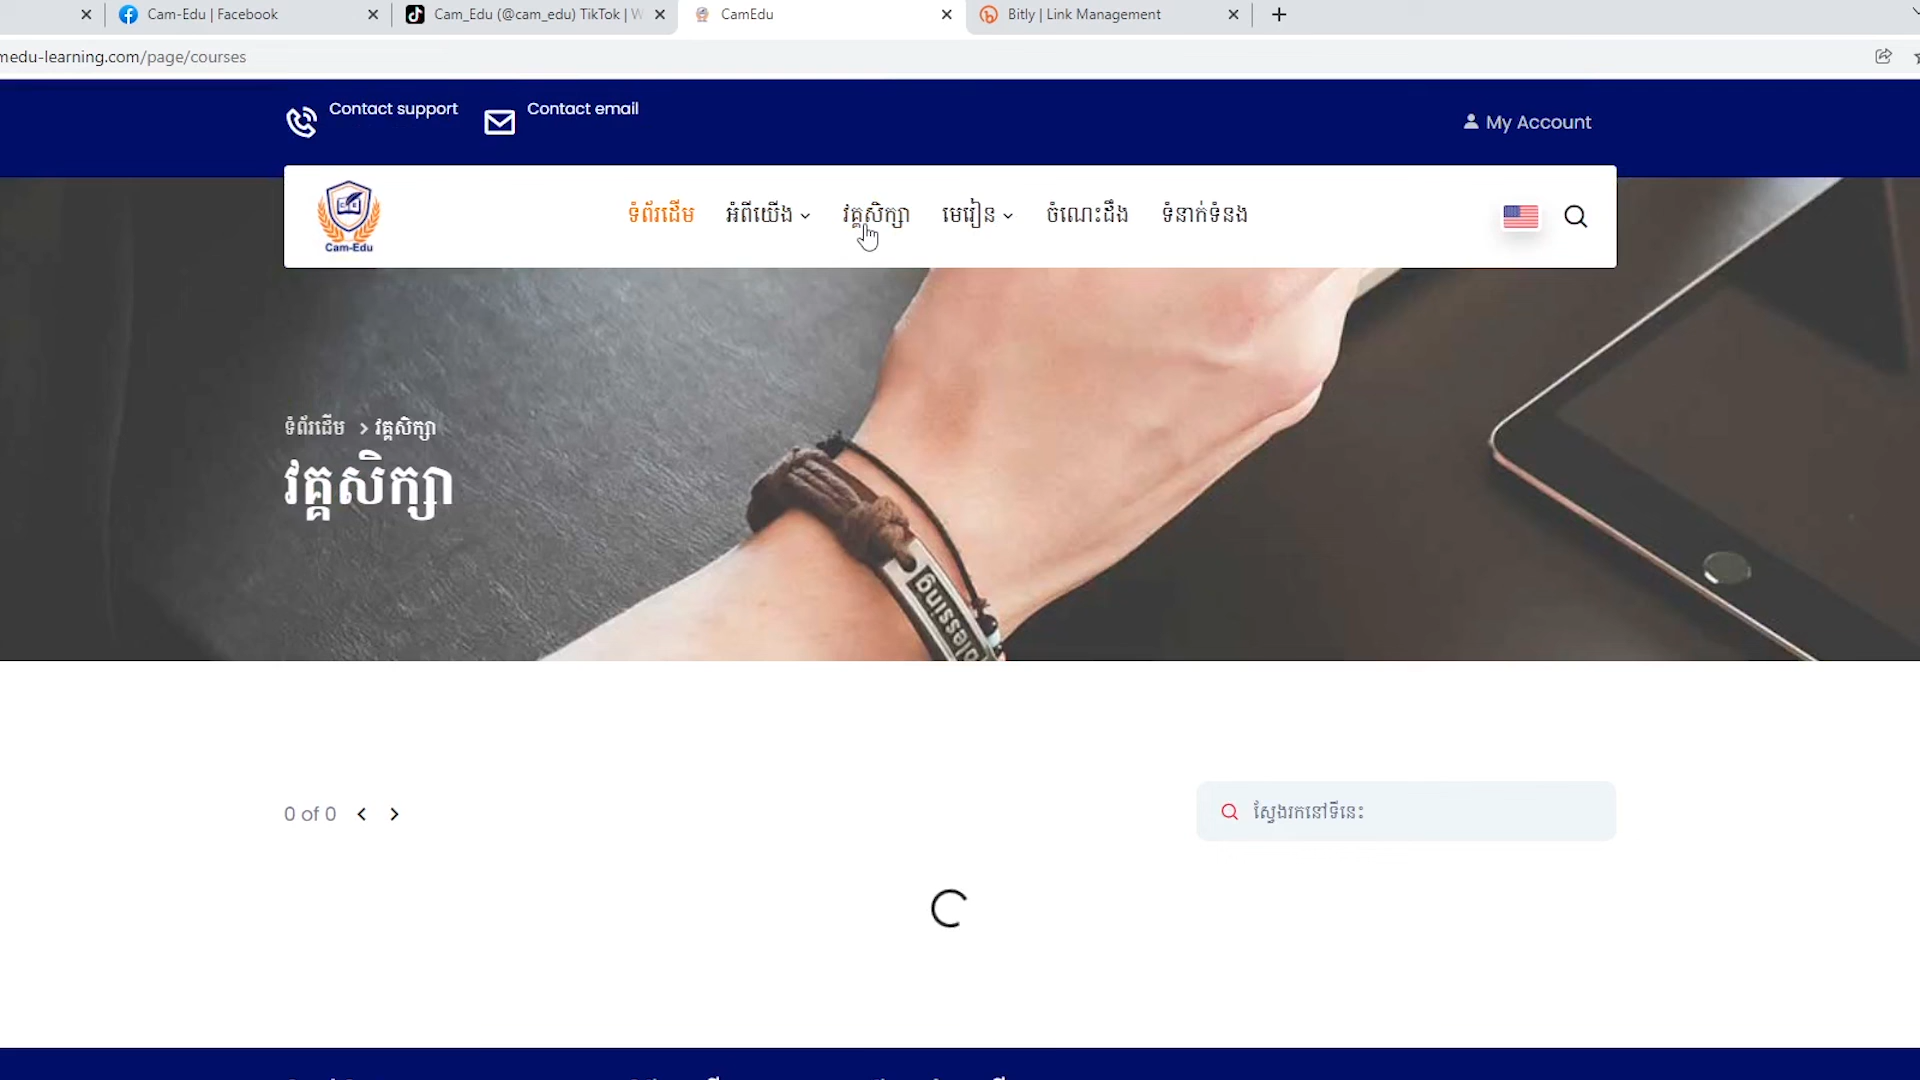 Cam-Edu | Facebook
Cam_Edu (@cam_edu) TikTok | W
CamEdu
Bitly | Link Management
medu-learning.com/page/courses
Contact support
Contact email
My Account
Cam-Edu
ទំព័រដើម
អំពីយើង
វគ្គសិក្សា
មេរៀន
ចំណេះដឹង
ទំនាក់ទំនង
ទំព័រដើម > វគ្គសិក្សា
វគ្គសិក្សា
blessing
0 of 0
ស្វែងរកនៅទីនេះ